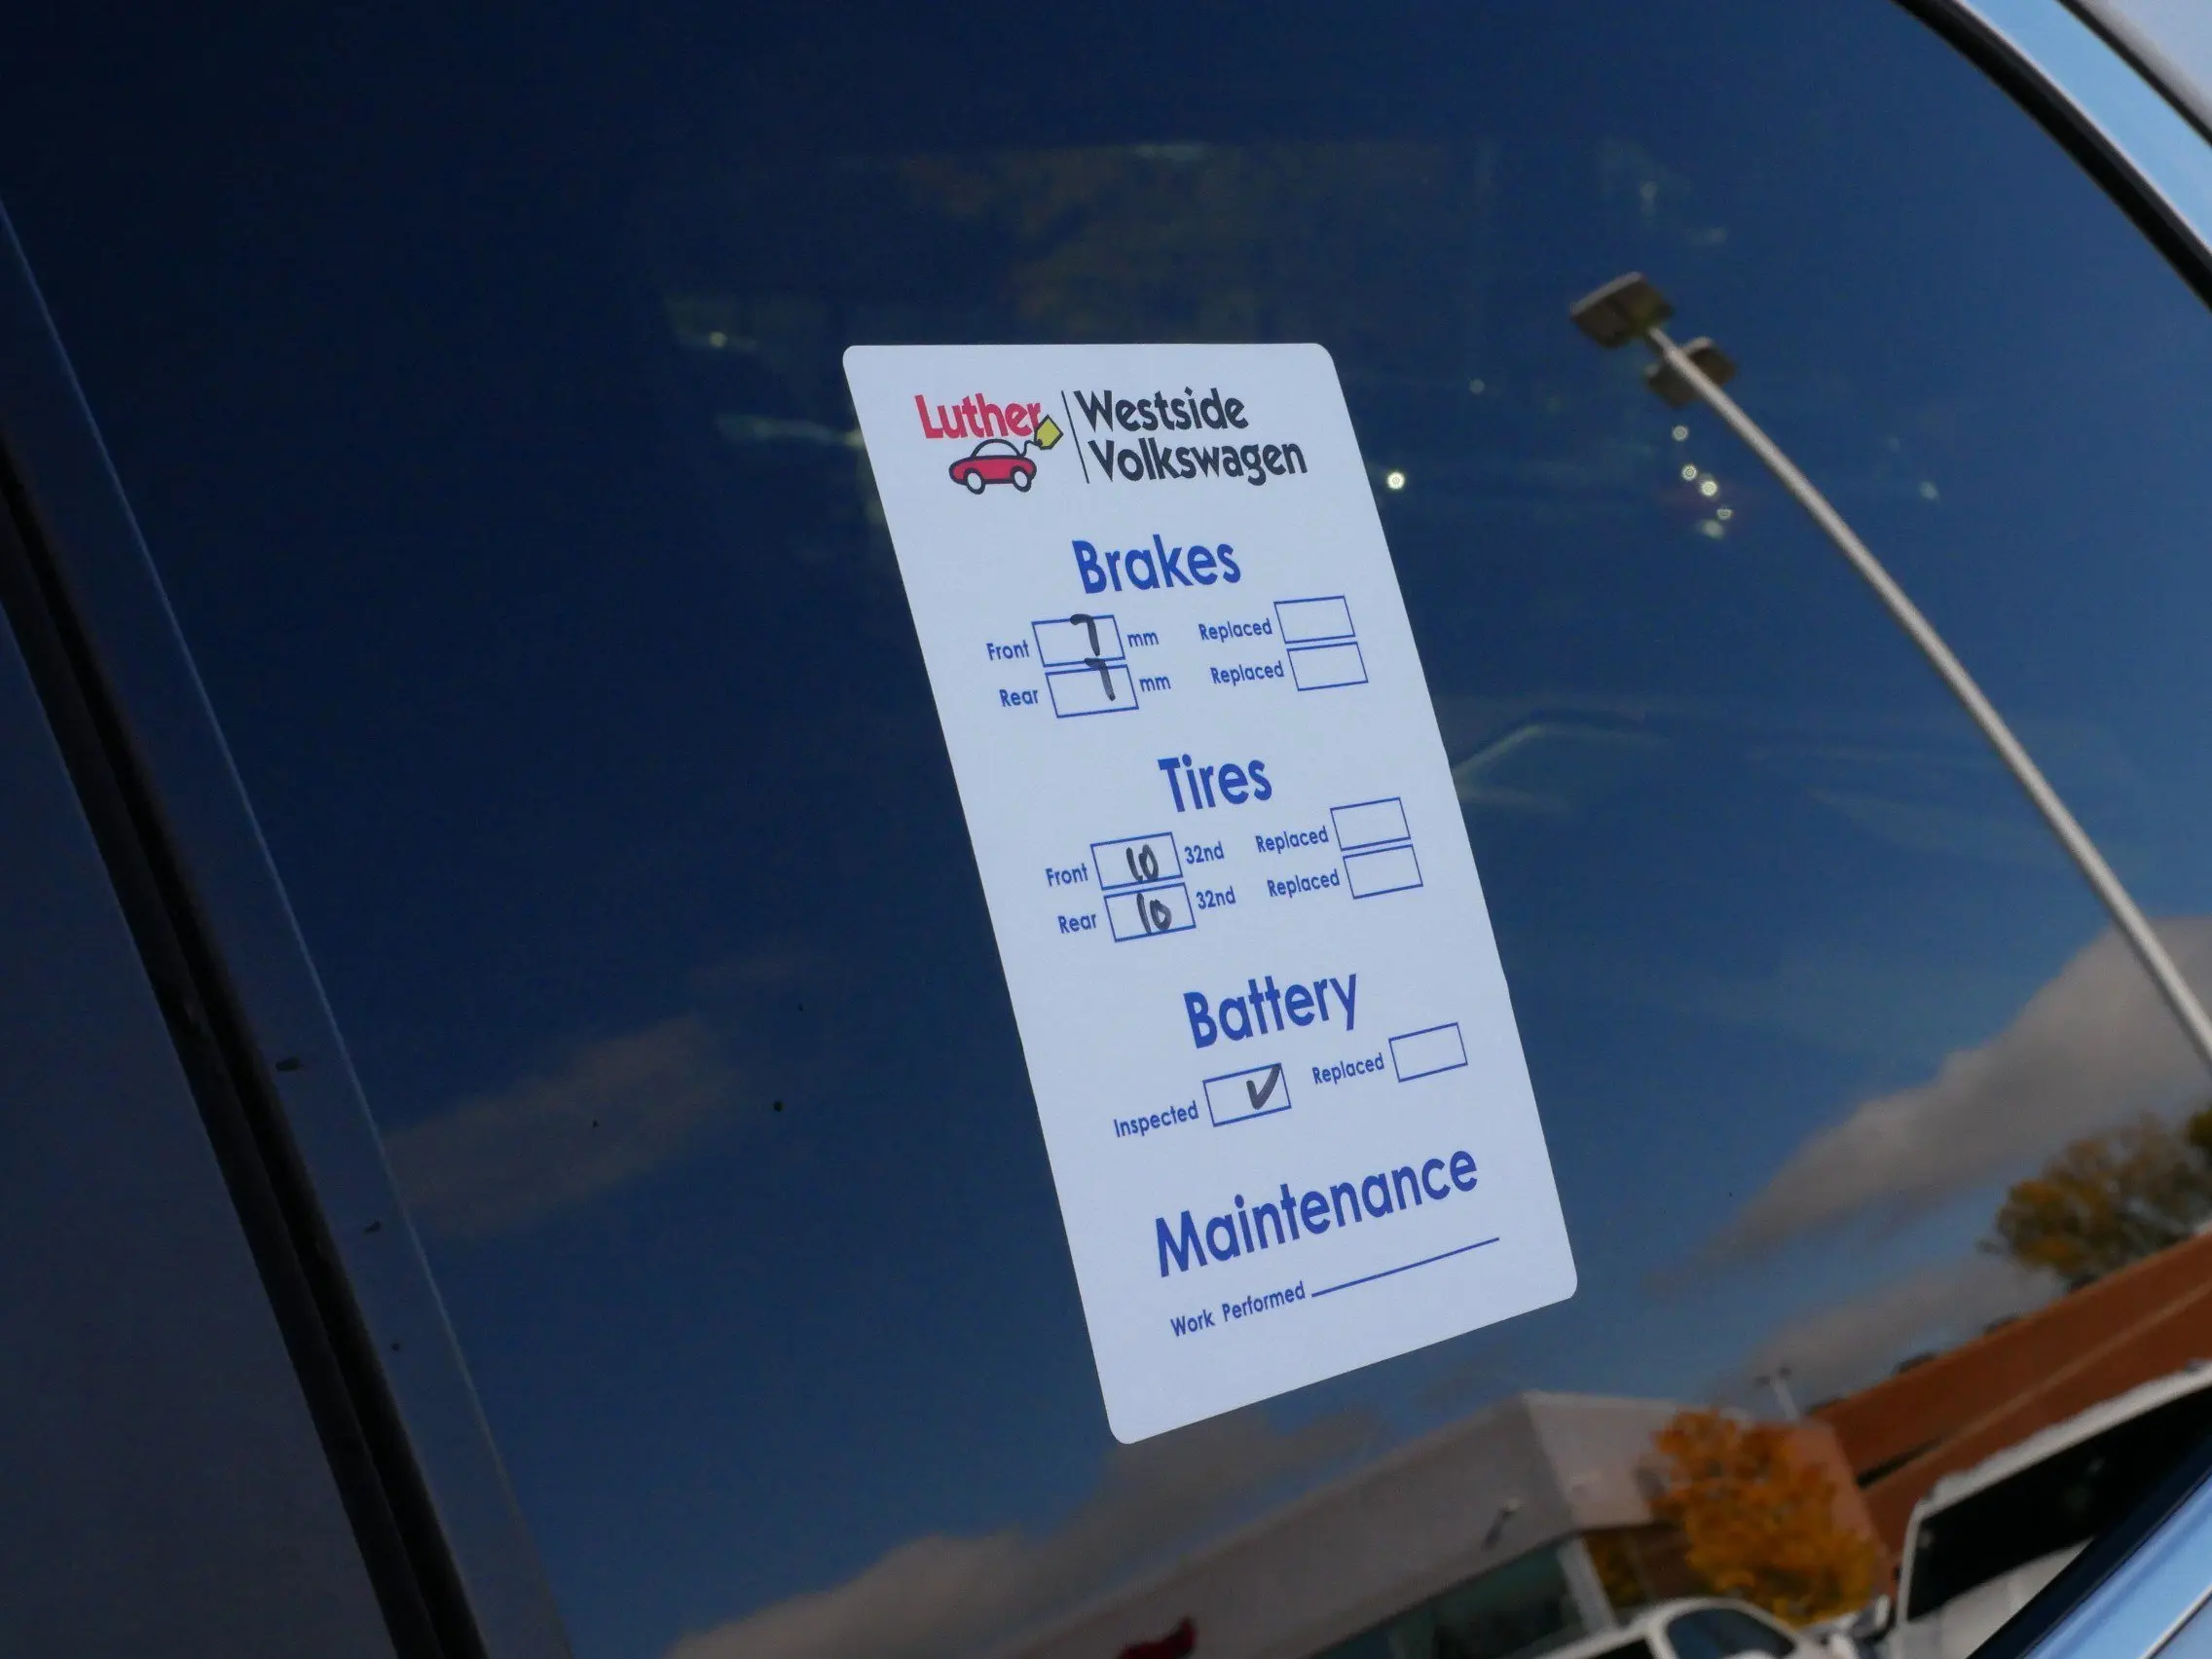 Luther Westside
Volkswagen
Brakes
Front 7 mm Replaced
Rear 7 mm Replaced
Tires
Front 10 32nd Replaced
Rear 10 32nd Replaced
Battery
Inspected ✓ Replaced
Maintenance
Work Performed